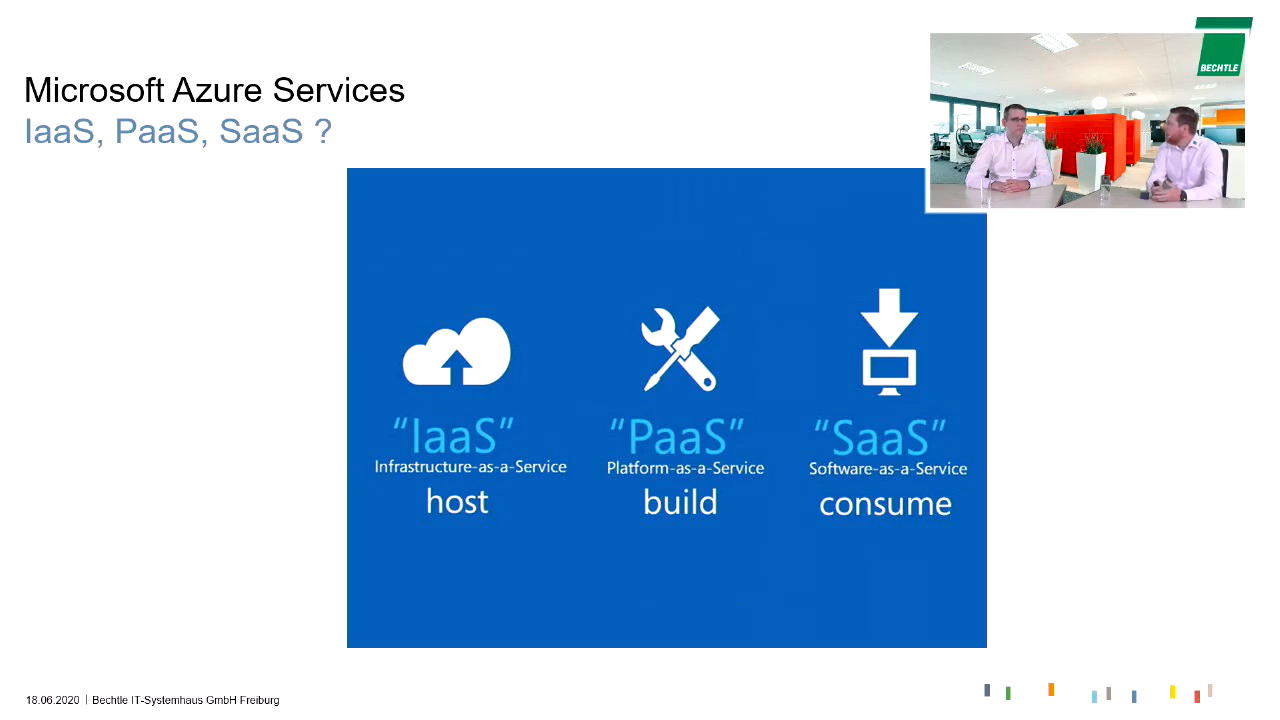 Microsoft Azure Services
IaaS, PaaS, SaaS ?
BECHTLE
“IaaS”
Infrastructure-as-a-Service
host
“PaaS”
Platform-as-a-Service
build
“SaaS”
Software-as-a-Service
consume
18.06.2020 | Bechtle IT-Systemhaus GmbH Freiburg